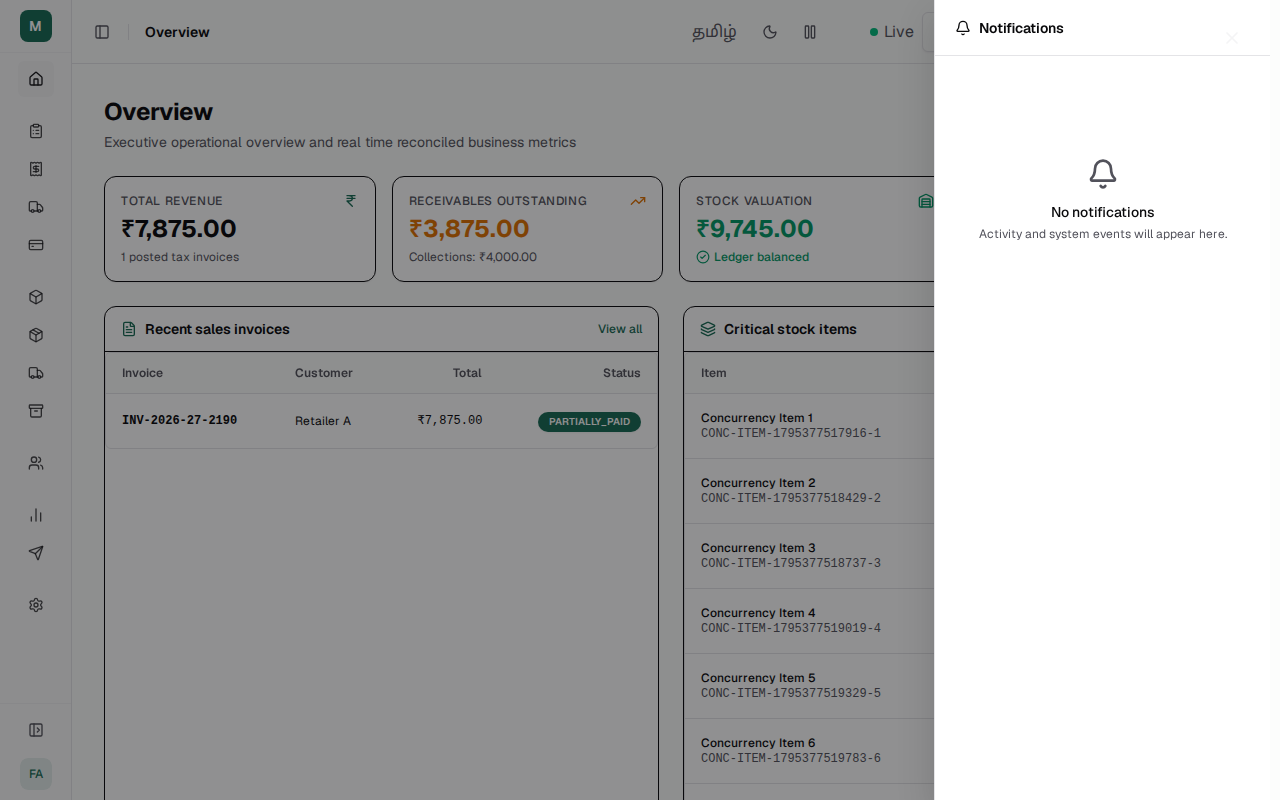 M
Overview
தமிழ்
Live
Notifications
Overview
Executive operational overview and real time reconciled business metrics
TOTAL REVENUE
₹7,875.00
1 posted tax invoices
RECEIVABLES OUTSTANDING
₹3,875.00
Collections: ₹4,000.00
STOCK VALUATION
₹9,745.00
Ledger balanced
No notifications
Activity and system events will appear here.
Recent sales invoices
View all
Invoice Customer Total Status
INV-2026-27-2190 Retailer A ₹7,875.00 PARTIALLY_PAID
Critical stock items
Item
Concurrency Item 1
CONC-ITEM-1795377517916-1
Concurrency Item 2
CONC-ITEM-1795377518429-2
Concurrency Item 3
CONC-ITEM-1795377518737-3
Concurrency Item 4
CONC-ITEM-1795377519019-4
Concurrency Item 5
CONC-ITEM-1795377519329-5
Concurrency Item 6
CONC-ITEM-1795377519783-6
FA